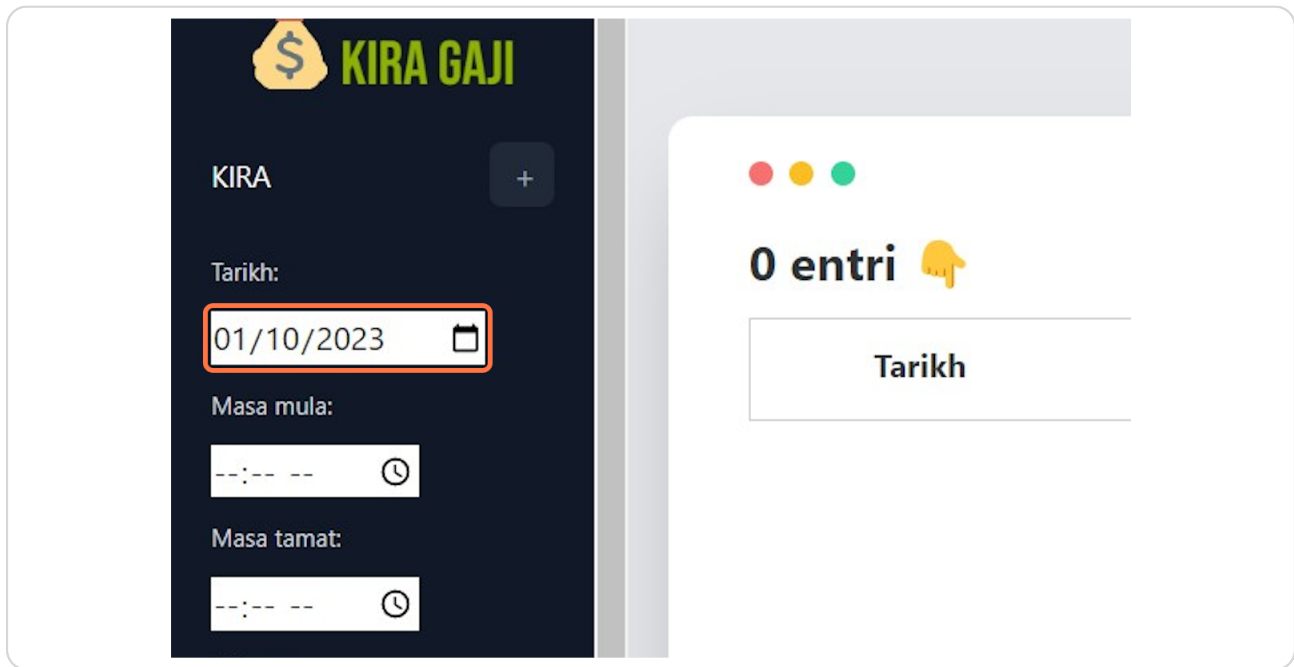 KIRA GAJI
KIRA
+
Tarikh:
01/10/2023
Masa mula:
--:-- --
Masa tamat:
--:-- --
0 entri 👇
Tarikh